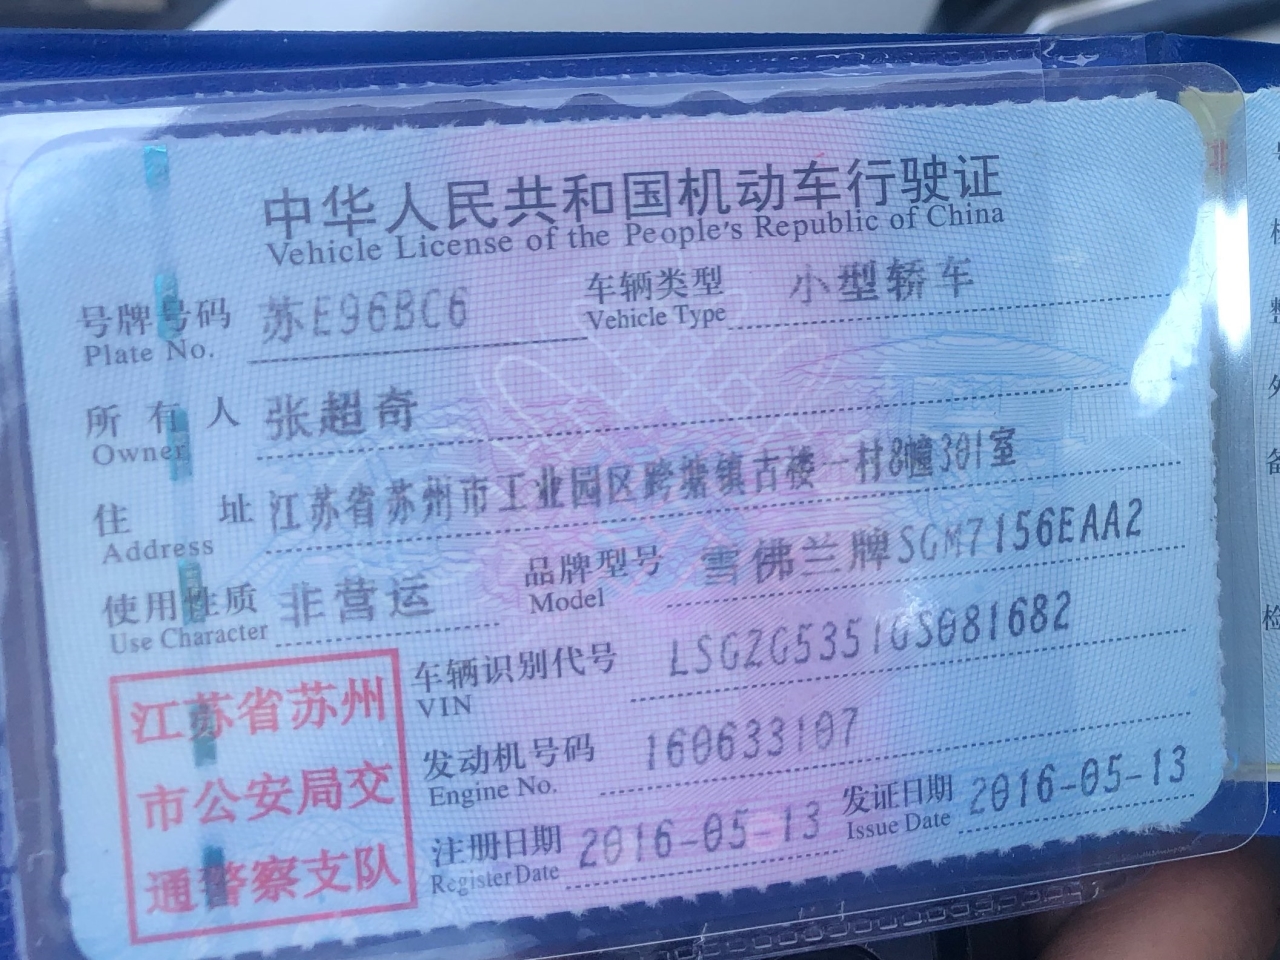 中华人民共和国机动车行驶证
Vehicle License of the People's Republic of China
号牌号码 苏E96BC6 车辆类型 小型轿车
Plate No. Vehicle Type
所有人 张超奇
Owner
住址 江苏省苏州市工业园区跨塘镇古娄一村8幢301室
Address
使用性质 非营运 品牌型号 雪佛兰牌SGM7156EAA2
Use Character Model
江苏省苏州
市公安局交
通警察支队
车辆识别代号 LSGZG5351GS081682
VIN
发动机号码 160633107
Engine No.
注册日期 2016-05-13 发证日期 2016-05-13
Register Date Issue Date